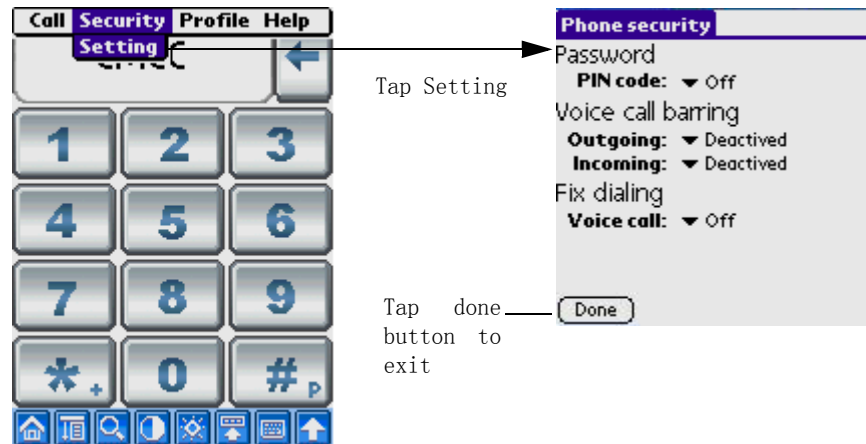 Call Security Profile Help
Setting
1 2 3
4 5 6
7 8 9
*+ 0 #P
Tap Setting
Tap done
button to
exit
Phone security
Password
PIN code: Off
Voice call barring
Outgoing: Deactived
Incoming: Deactived
Fix dialing
Voice call: Off
Done